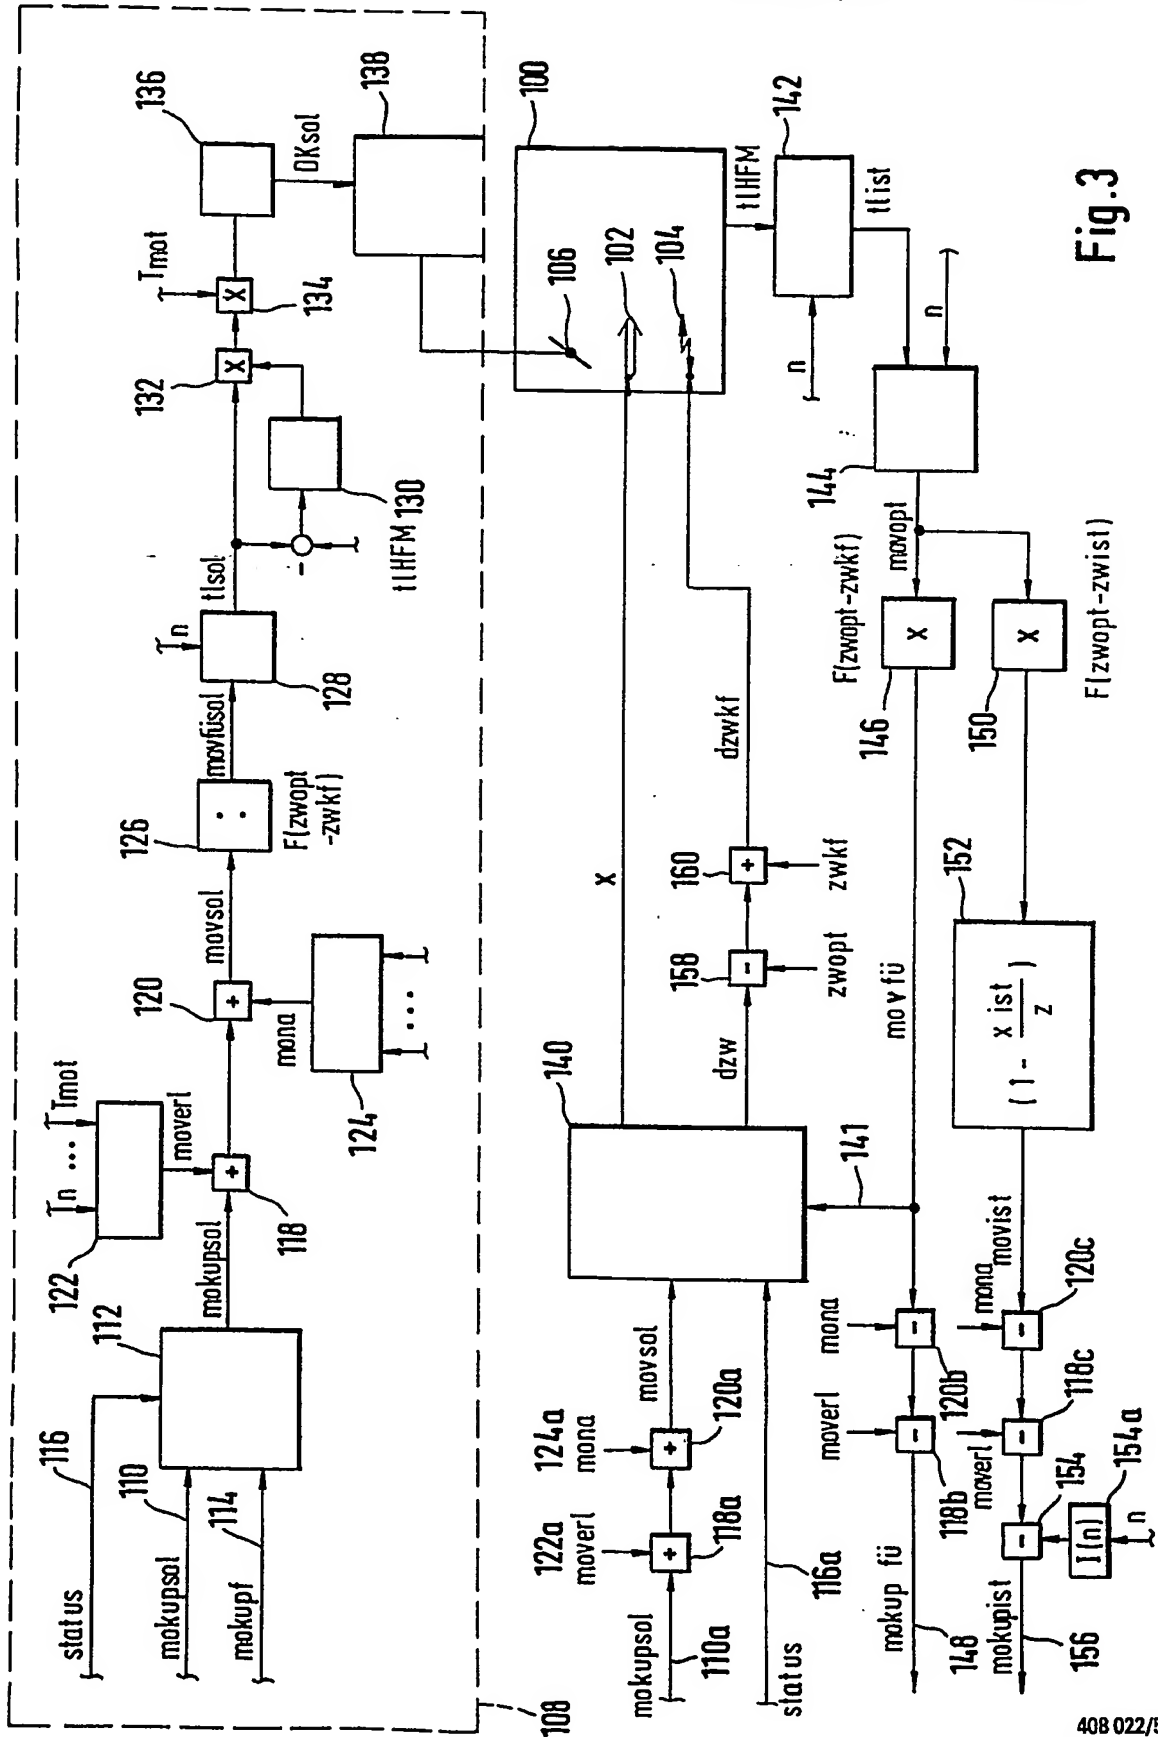 status
116
mokupsol
110
mokupf
114
112
mokupsol
122
n ... Tmot
moverl
+
118
+
120
mona
124
...
movsol
126
:
F(zwopt
-zwkf)
movfüsol
n
128
tlsol
-
tlHFM
130
X
132
X
134
Tmot
136
DKsol
138
108
mokupsol
110a
122a
moverl
+
118a
124a
mona
+
120a
movsol
status
116a
140
141
X
dzw
-
158
zwopt
+
160
zwkf
dzwkf
100
106
102
104
tlHFM
142
n
tlist
n
144
movopt
F(zwopt-zwkf)
X
146
X
150
F(zwopt-zwist)
movfü
152
(1 - x ist / z)
movist
mona
-
120b
moverl
-
118b
mokup fü
148
mona
-
120c
moverl
-
118c
-
154
I(n)
154a
n
mokupist
156
Fig.3
408 022/5